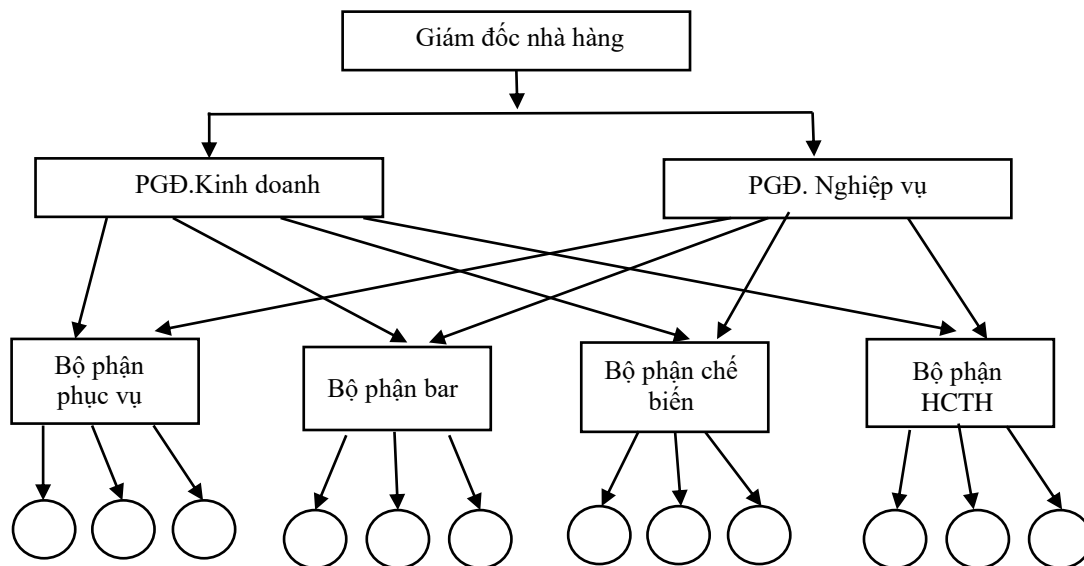 Giám đốc nhà hàng
PGĐ.Kinh doanh
PGĐ. Nghiệp vụ
Bộ phận
phục vụ
Bộ phận bar
Bộ phận chế
biến
Bộ phận
HCTH